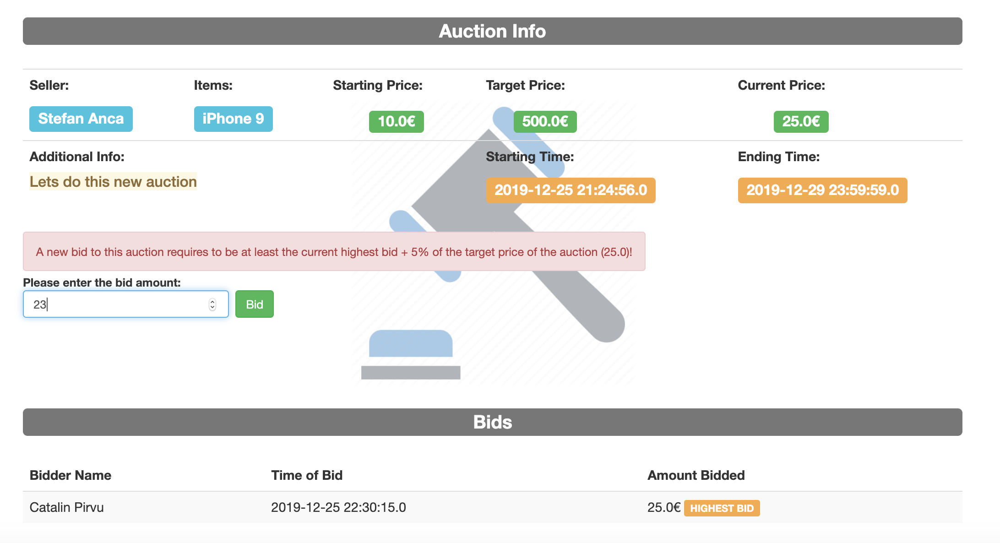 Auction Info
Seller: Items: Starting Price: Target Price: Current Price:
Stefan Anca iPhone 9 10.0€ 500.0€ 25.0€
Additional Info: Starting Time: Ending Time:
Lets do this new auction 2019-12-25 21:24:56.0 2019-12-29 23:59:59.0
A new bid to this auction requires to be at least the current highest bid + 5% of the target price of the auction (25.0)!
Please enter the bid amount:
23 Bid
Bids
Bidder Name Time of Bid Amount Bidded
Catalin Pirvu 2019-12-25 22:30:15.0 25.0€ HIGHEST BID